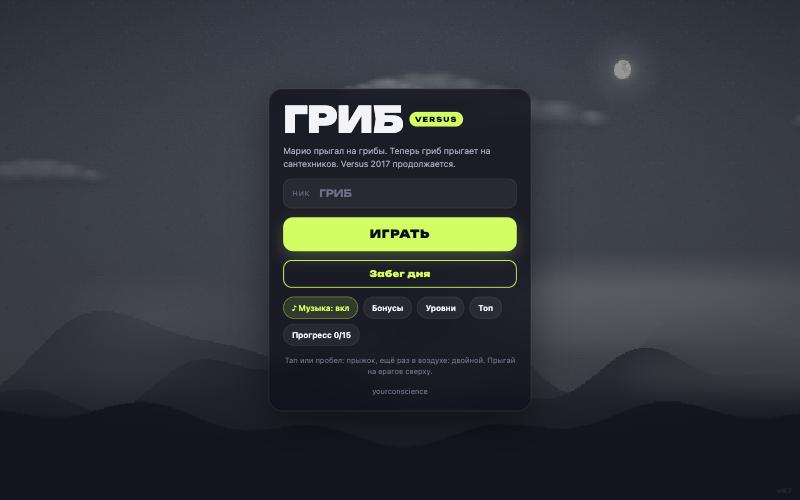 ГРИБ VERSUS
Марио прыгал на грибы. Теперь гриб прыгает на
сантехников. Versus 2017 продолжается.
НИК ГРИБ
ИГРАТЬ
Забег дня
♪ Музыка: вкл Бонусы Уровни Топ
Прогресс 0/15
Тап или пробел: прыжок, ещё раз в воздухе: двойной. Прыгай
на врагов сверху.
yourconscience